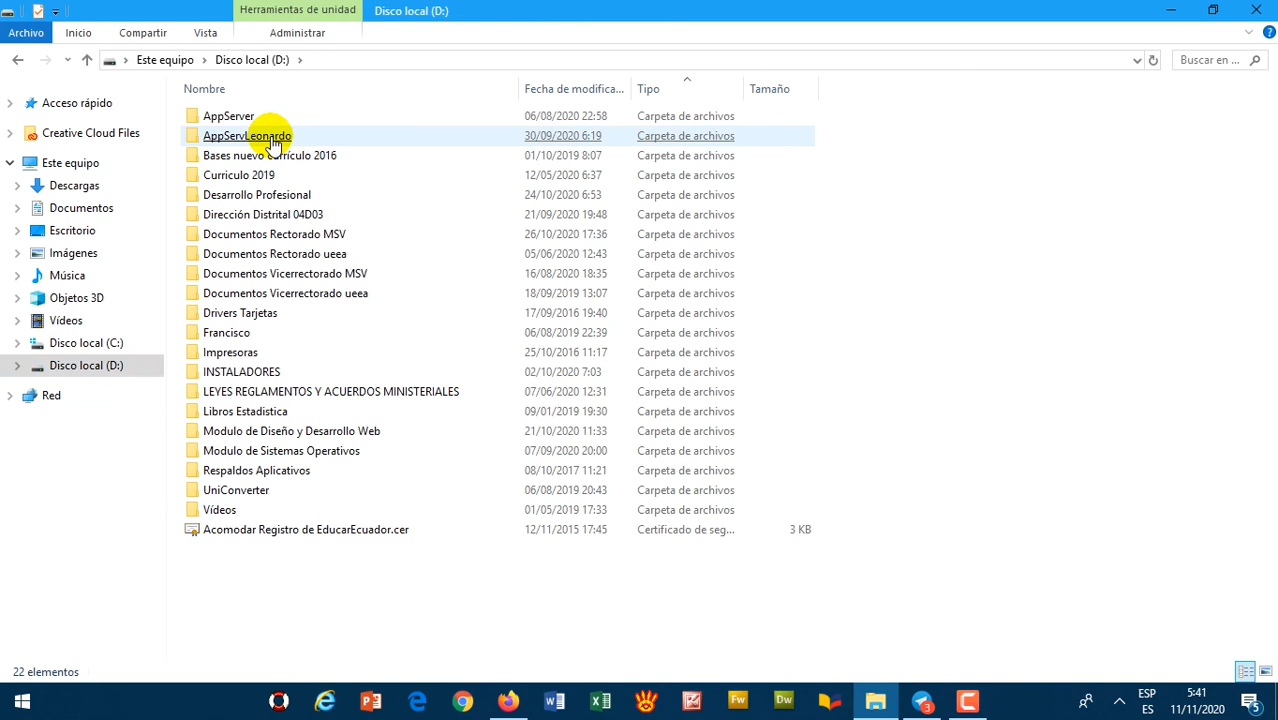 Herramientas de unidad Disco local (D:)
Archivo Inicio Compartir Vista Administrar
Este equipo Disco local (D:) Buscar en ...
Nombre Fecha de modifica... Tipo Tamaño
Acceso rápido
Creative Cloud Files
Este equipo
Descargas
Documentos
Escritorio
Imágenes
Música
Objetos 3D
Vídeos
Disco local (C:)
Disco local (D:)
Red
AppServer 06/08/2020 22:58 Carpeta de archivos
AppServLeonardo 30/09/2020 6:19 Carpeta de archivos
Bases nuevo currículo 2016 01/10/2019 8:07 Carpeta de archivos
Curriculo 2019 12/05/2020 6:37 Carpeta de archivos
Desarrollo Profesional 24/10/2020 6:53 Carpeta de archivos
Dirección Distrital 04D03 21/09/2020 19:48 Carpeta de archivos
Documentos Rectorado MSV 26/10/2020 17:36 Carpeta de archivos
Documentos Rectorado ueea 05/06/2020 12:43 Carpeta de archivos
Documentos Vicerrectorado MSV 16/08/2020 18:35 Carpeta de archivos
Documentos Vicerrectorado ueea 18/09/2019 13:07 Carpeta de archivos
Drivers Tarjetas 17/09/2016 19:40 Carpeta de archivos
Francisco 06/08/2019 22:39 Carpeta de archivos
Impresoras 25/10/2016 11:17 Carpeta de archivos
INSTALADORES 02/10/2020 7:03 Carpeta de archivos
LEYES REGLAMENTOS Y ACUERDOS MINISTERIALES 07/06/2020 12:31 Carpeta de archivos
Libros Estadistica 09/01/2019 19:30 Carpeta de archivos
Modulo de Diseño y Desarrollo Web 21/10/2020 11:33 Carpeta de archivos
Modulo de Sistemas Operativos 07/09/2020 20:00 Carpeta de archivos
Respaldos Aplicativos 08/10/2017 11:21 Carpeta de archivos
UniConverter 06/08/2019 20:43 Carpeta de archivos
Vídeos 01/05/2019 17:33 Carpeta de archivos
Acomodar Registro de EducarEcuador.cer 12/11/2015 17:45 Certificado de seg... 3 KB
22 elementos
Fw Dw 3 ESP 5:41
ES 11/11/2020 5